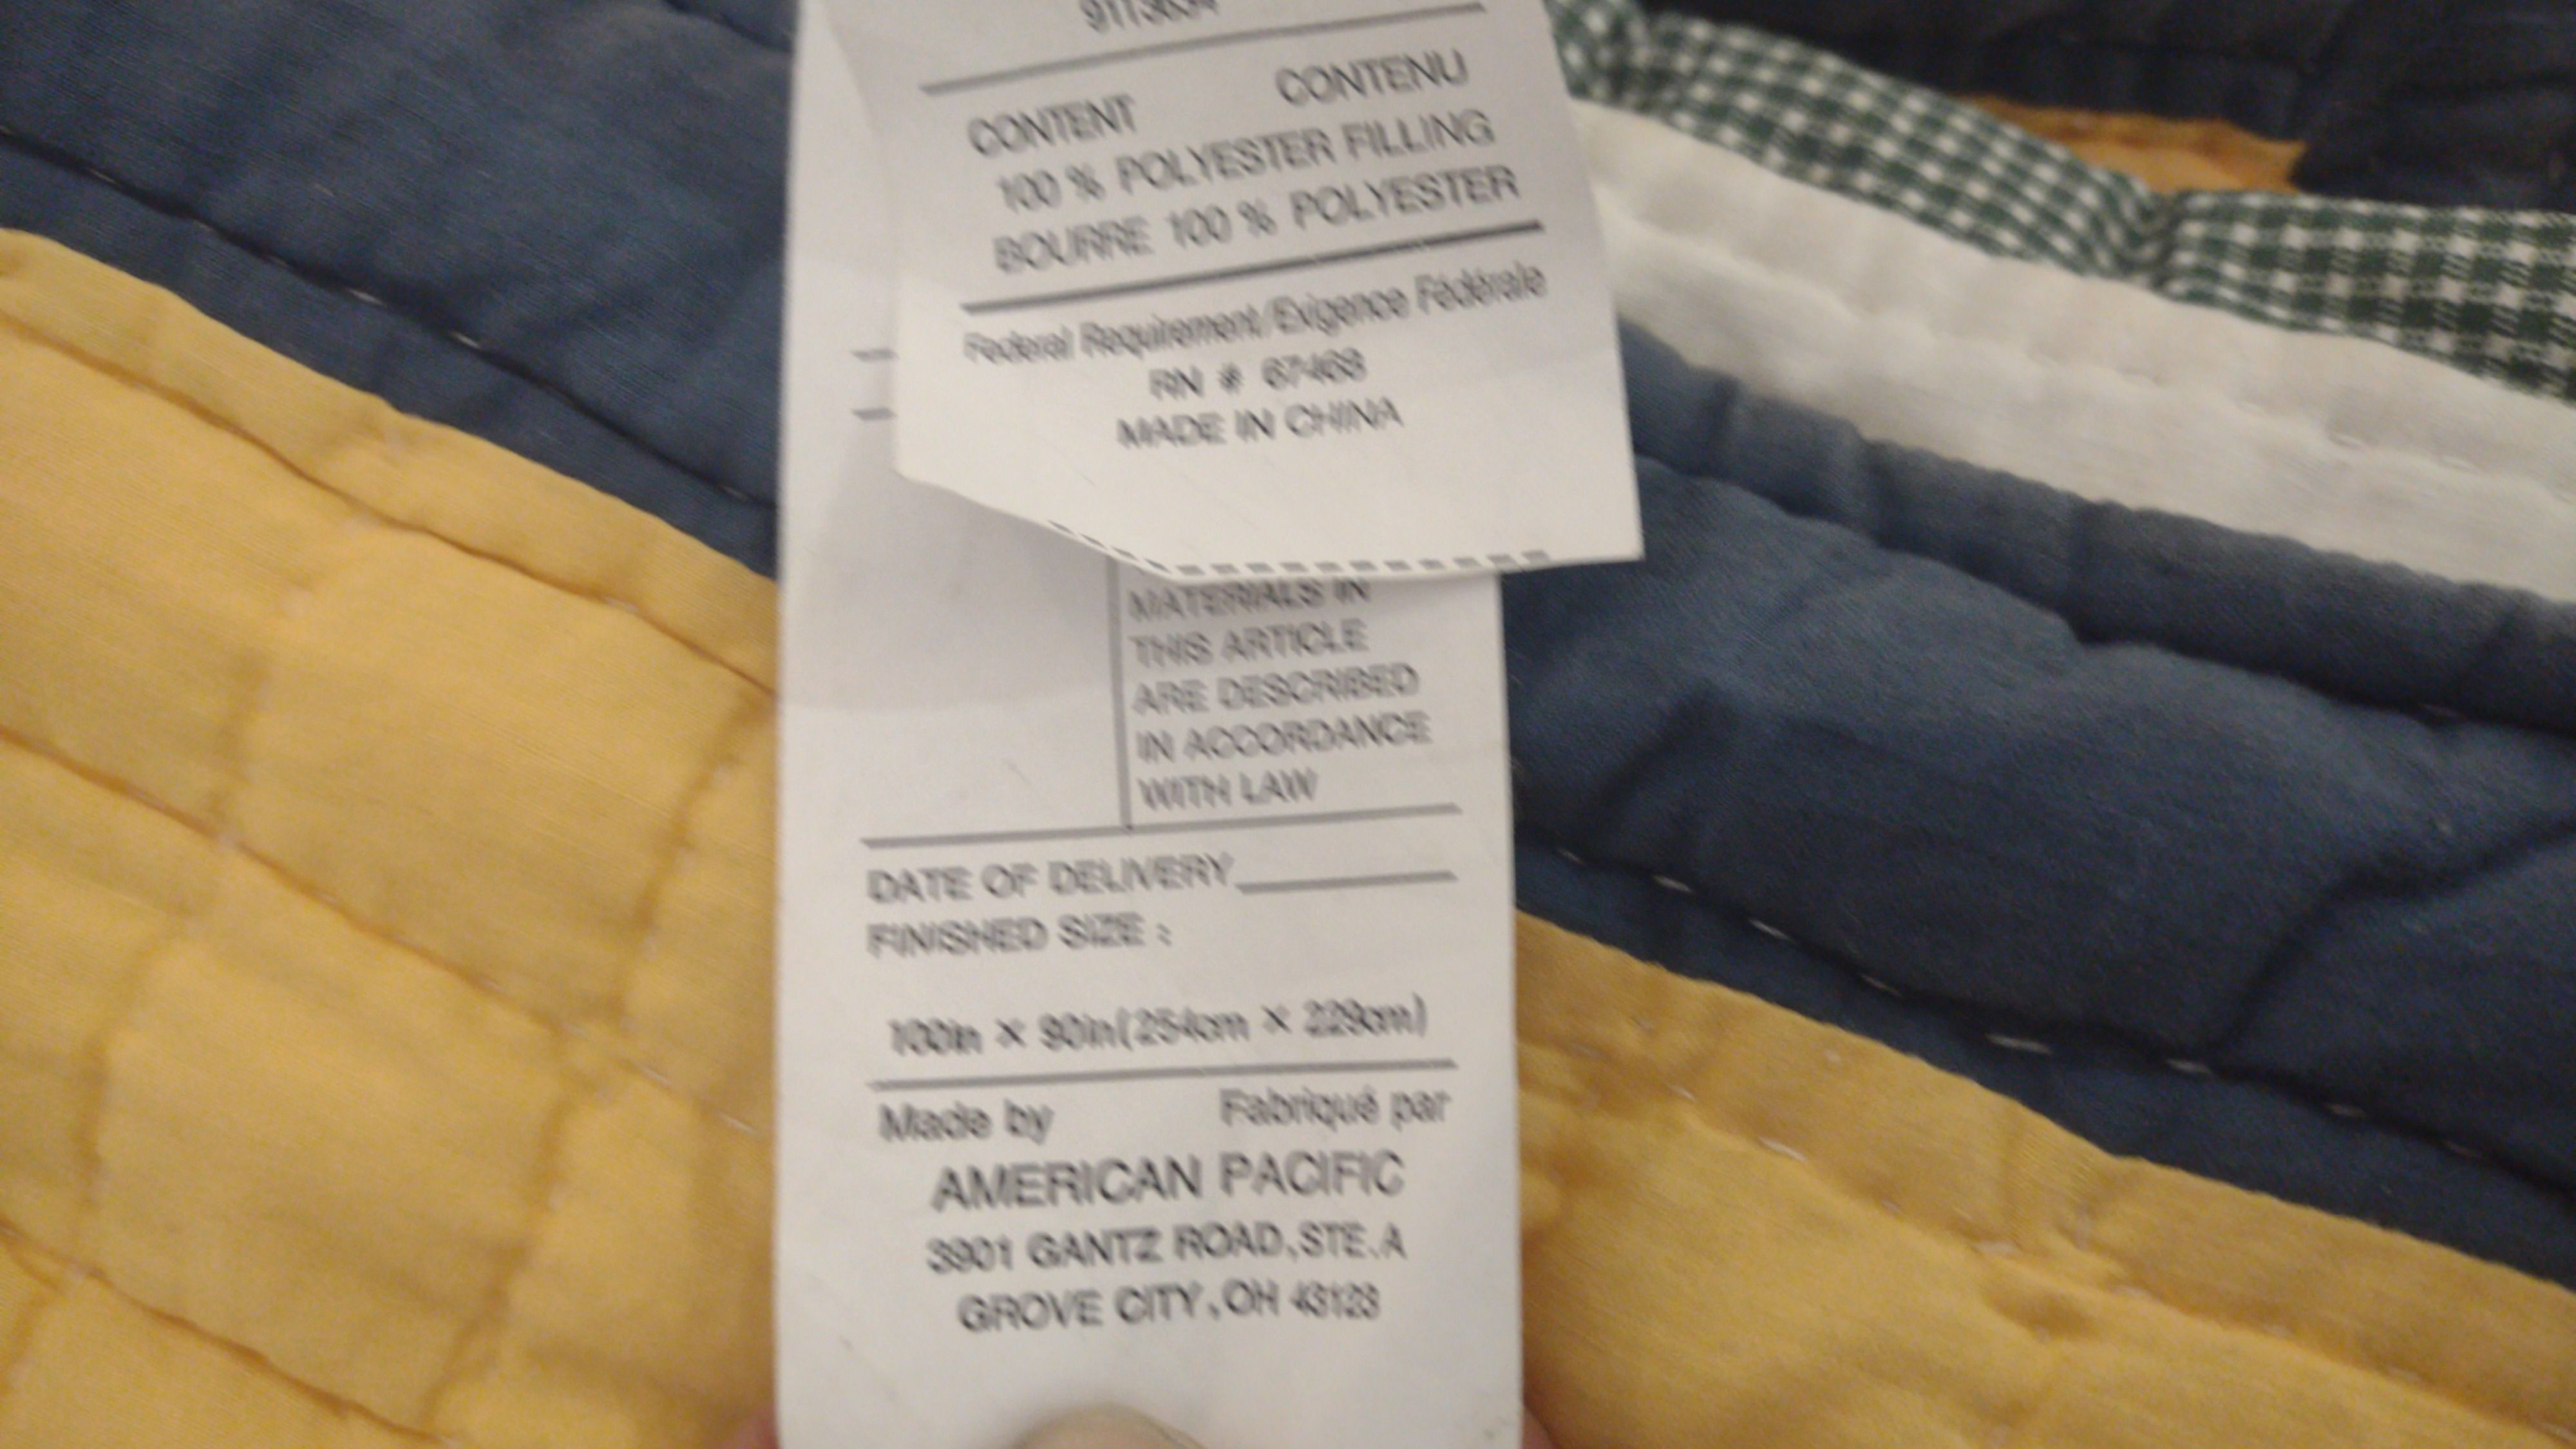 CONTENT CONTENU
100 % POLYESTER FILLING
BOURRE 100 % POLYESTER
Federal Requirement/Exigence Fédérale
RN # 67468
MADE IN CHINA
MATERIALS IN
THIS ARTICLE
ARE DESCRIBED
IN ACCORDANCE
WITH LAW
DATE OF DELIVERY
FINISHED SIZE :
100in × 90in(254cm × 229cm)
Made by Fabriqué par
AMERICAN PACIFIC
3901 GANTZ ROAD,STE.A
GROVE CITY,OH 43123